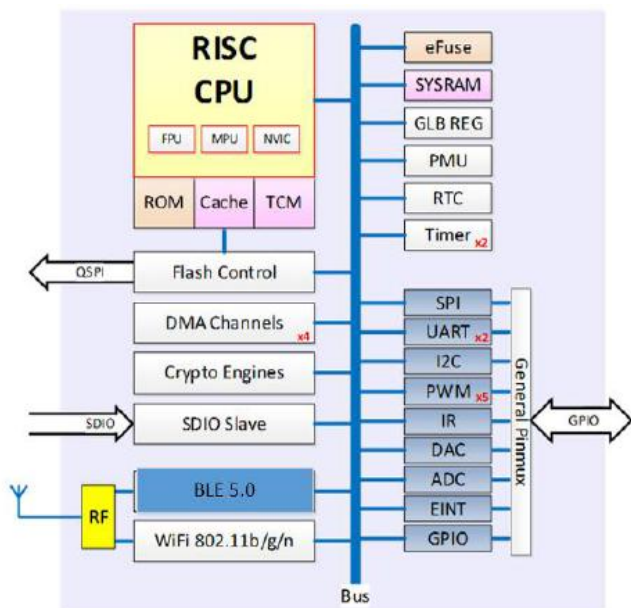 RISC
CPU
FPU
MPU
NVIC
ROM
Cache
TCM
QSPI
Flash Control
DMA Channels
x4
Crypto Engines
SDIO
SDIO Slave
BLE 5.0
RF
WiFi 802.11b/g/n
Bus
eFuse
SYSRAM
GLB REG
PMU
RTC
Timer x2
SPI
UART x2
I2C
PWM x5
IR
DAC
ADC
EINT
GPIO
General Pinmux
GPIO